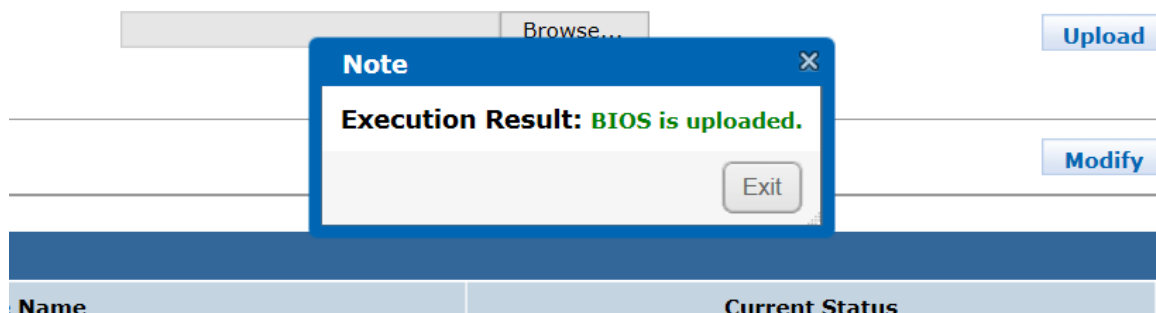 Browse...
Upload
Note
Execution Result: BIOS is uploaded.
Modify
Exit
Name
Current Status